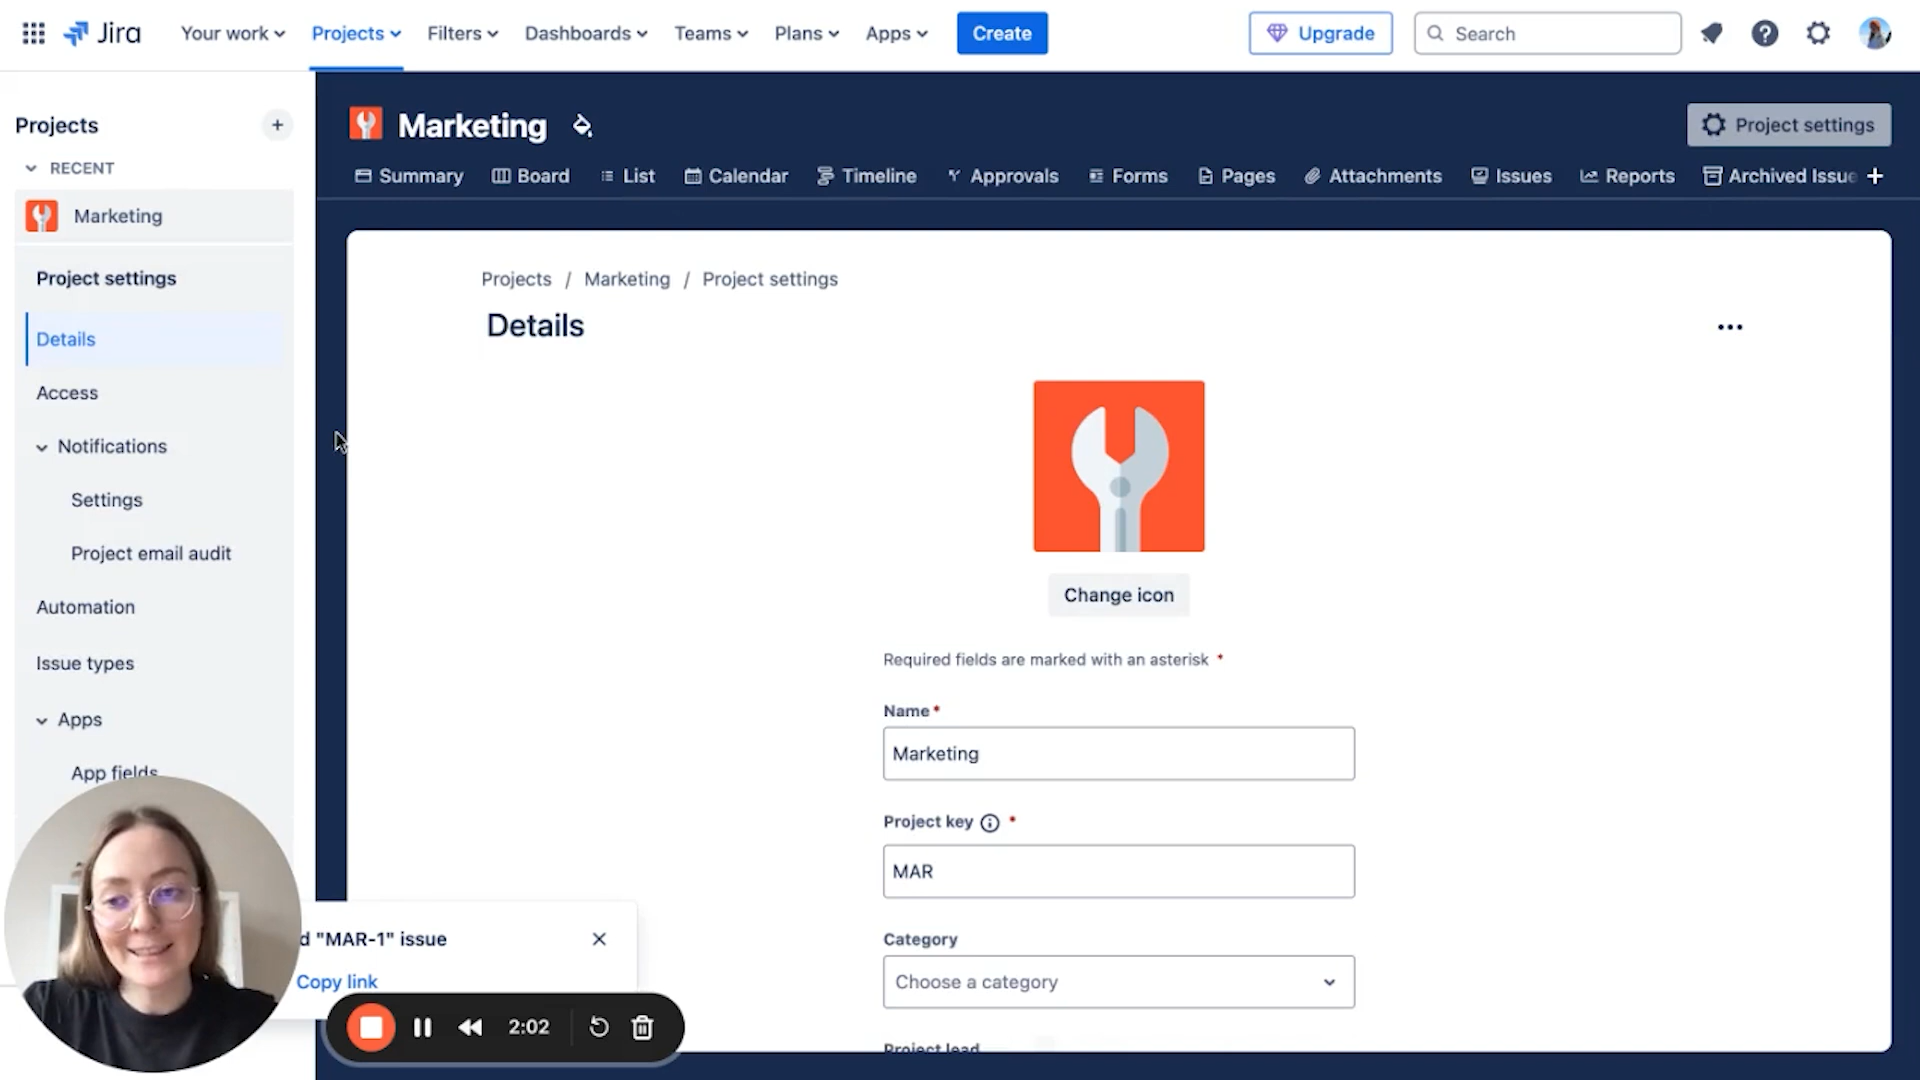 Jira
Your work
Projects
Filters
Dashboards
Teams
Plans
Apps
Create
Upgrade
Search
Projects
RECENT
Marketing
Project settings
Details
Access
Notifications
Settings
Project email audit
Automation
Issue types
Apps
App fields
Marketing
Project settings
Summary
Board
List
Calendar
Timeline
Approvals
Forms
Pages
Attachments
Issues
Reports
Archived Issue
Projects / Marketing / Project settings
Details
Change icon
Required fields are marked with an asterisk *
Name *
Marketing
Project key *
MAR
Category
Choose a category
Project lead
d "MAR-1" issue
Copy link
2:02